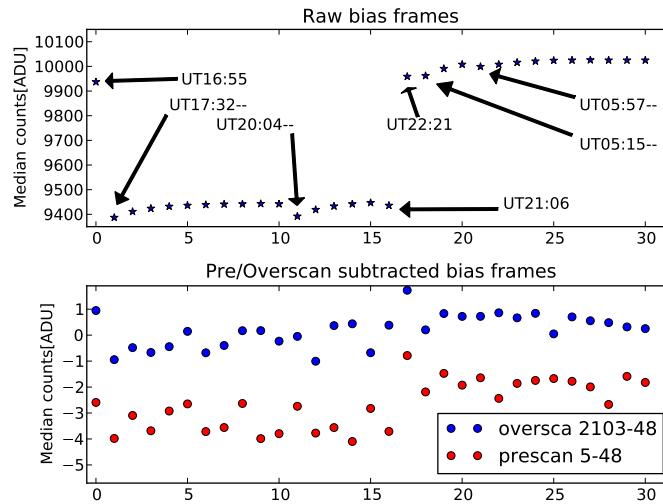 Raw bias frames
Median counts[ADU]
10100
10000
9900
9800
9700
9600
9500
9400
UT16:55
UT17:32--
UT20:04--
UT22:21
UT05:57--
UT05:15--
UT21:06
0 5 10 15 20 25 30
Pre/Overscan subtracted bias frames
Median counts[ADU]
1
0
−1
−2
−3
−4
−5
oversca 2103-48
prescan 5-48
0 5 10 15 20 25 30